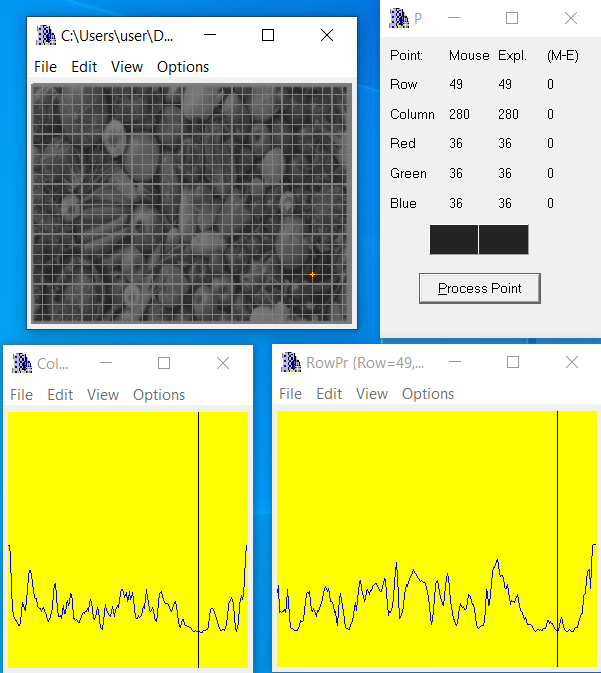 C:\Users\user\D...
File Edit View Options
P
Point: Mouse Expl. (M-E)
Row 49 49 0
Column 280 280 0
Red 36 36 0
Green 36 36 0
Blue 36 36 0
Process Point
Col...
File Edit View Options
RowPr {Row=49,...
File Edit View Options